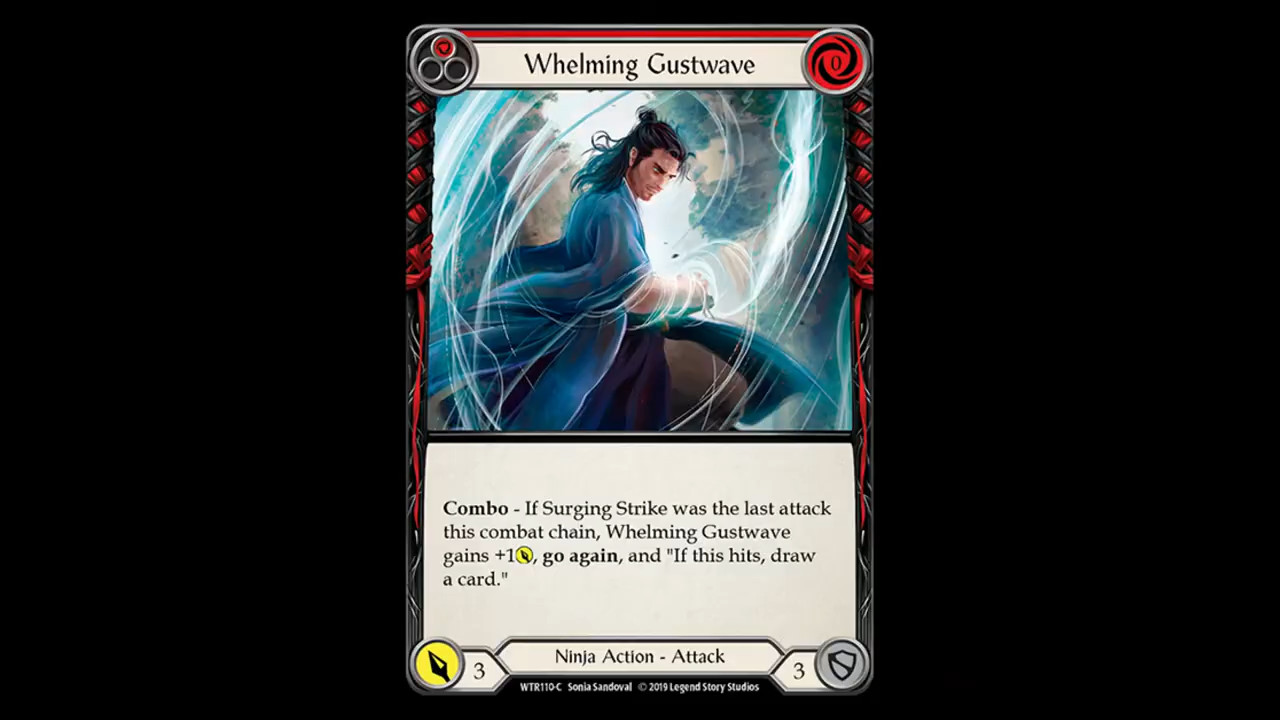 Whelming Gustwave
0
Combo - If Surging Strike was the last attack
this combat chain, Whelming Gustwave
gains +1, go again, and "If this hits, draw
a card."
3
Ninja Action - Attack
3
WTR110-C Sonia Sandoval © 2019 Legend Story Studios